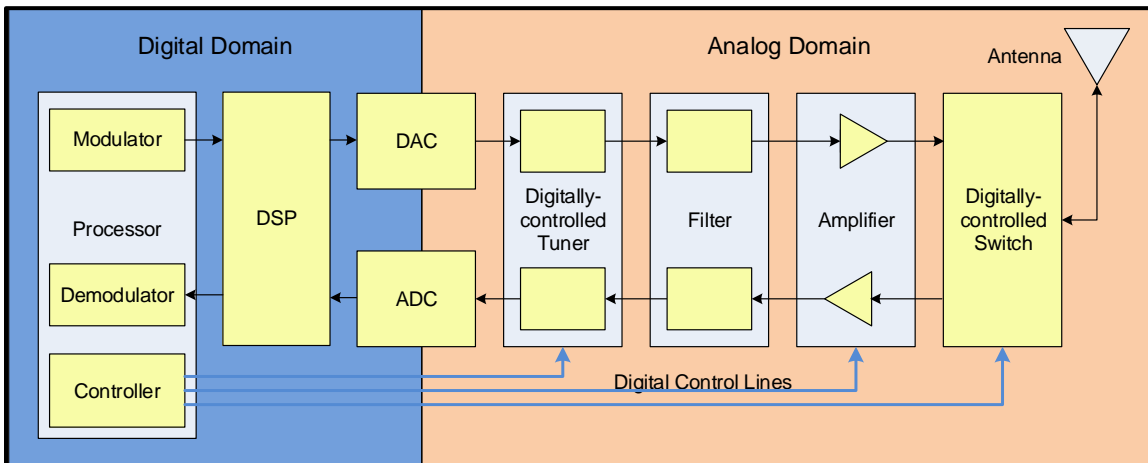 Digital Domain
Analog Domain
Antenna
Modulator
Processor
Demodulator
Controller
DSP
DAC
ADC
Digitally-
controlled
Tuner
Filter
Amplifier
Digitally-
controlled
Switch
Digital Control Lines